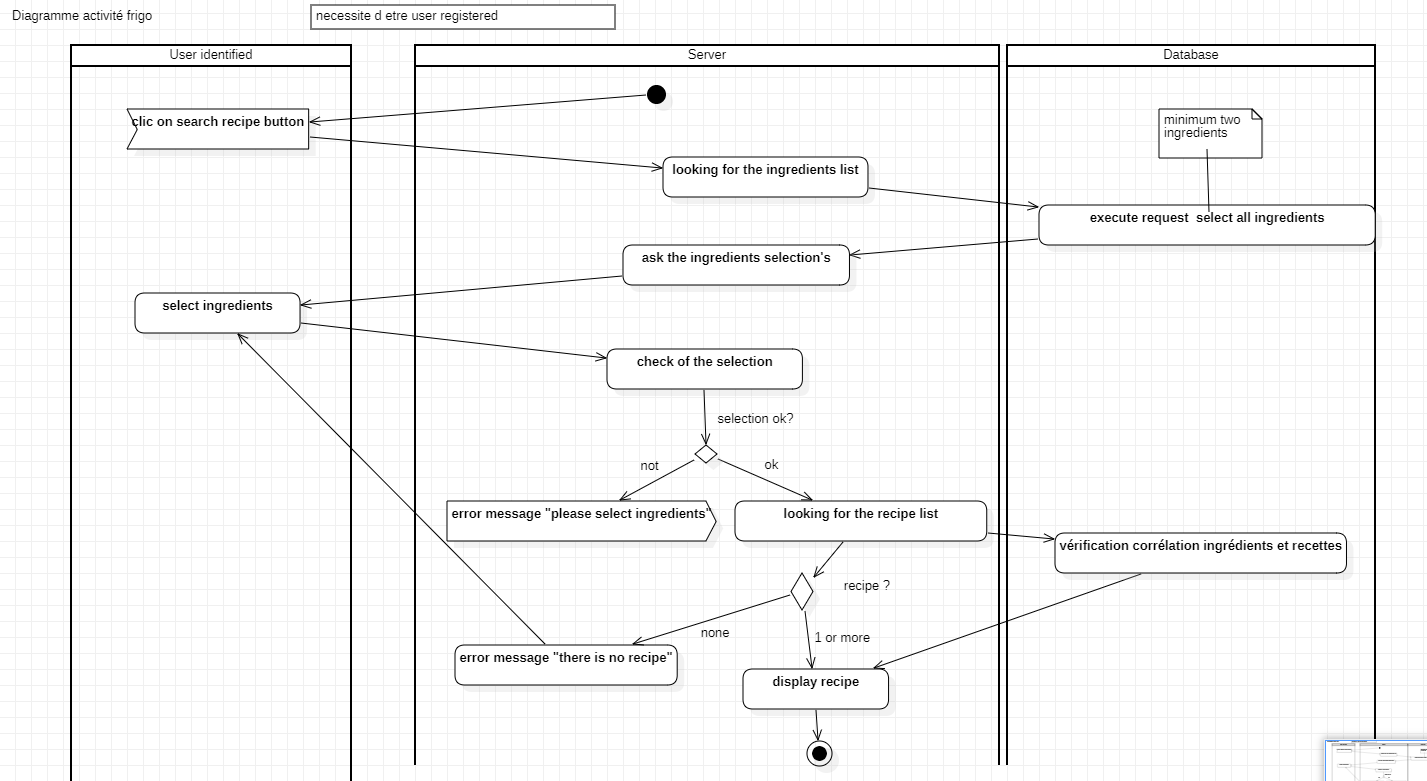 Diagramme activité frigo
necessite d etre user registered
User identified
Server
Database
clic on search recipe button
minimum two
ingredients
looking for the ingredients list
execute request  select all ingredients
ask the ingredients selection's
select ingredients
check of the selection
selection ok?
not
ok
error message "please select ingredients"
looking for the recipe list
vérification corrélation ingrédients et recettes
recipe ?
none
1 or more
error message "there is no recipe"
display recipe